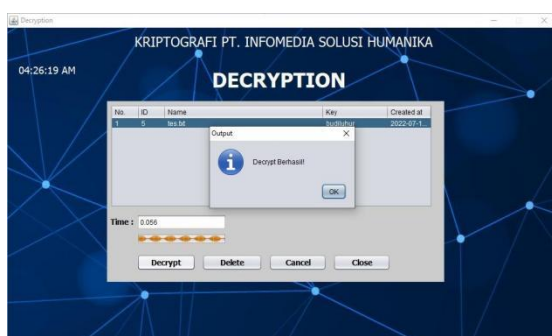 Decryption
KRIPTOGRAFI PT. INFOMEDIA SOLUSI HUMANIKA
04:26:19 AM
DECRYPTION
No. ID Name Key Created at
1 5 tes.txt budiluhur 2022-07-1...
Output
Decrypt Berhasil!
OK
Time : 0.056
Decrypt Delete Cancel Close